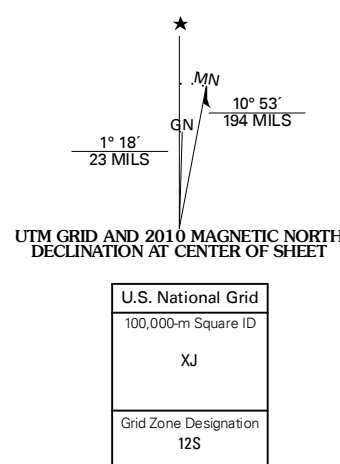 ★
MN
10° 53´
194 MILS
GN
1° 18´
23 MILS
UTM GRID AND 2010 MAGNETIC NORTH
DECLINATION AT CENTER OF SHEET
U.S. National Grid
100,000-m Square ID
XJ
Grid Zone Designation
12S